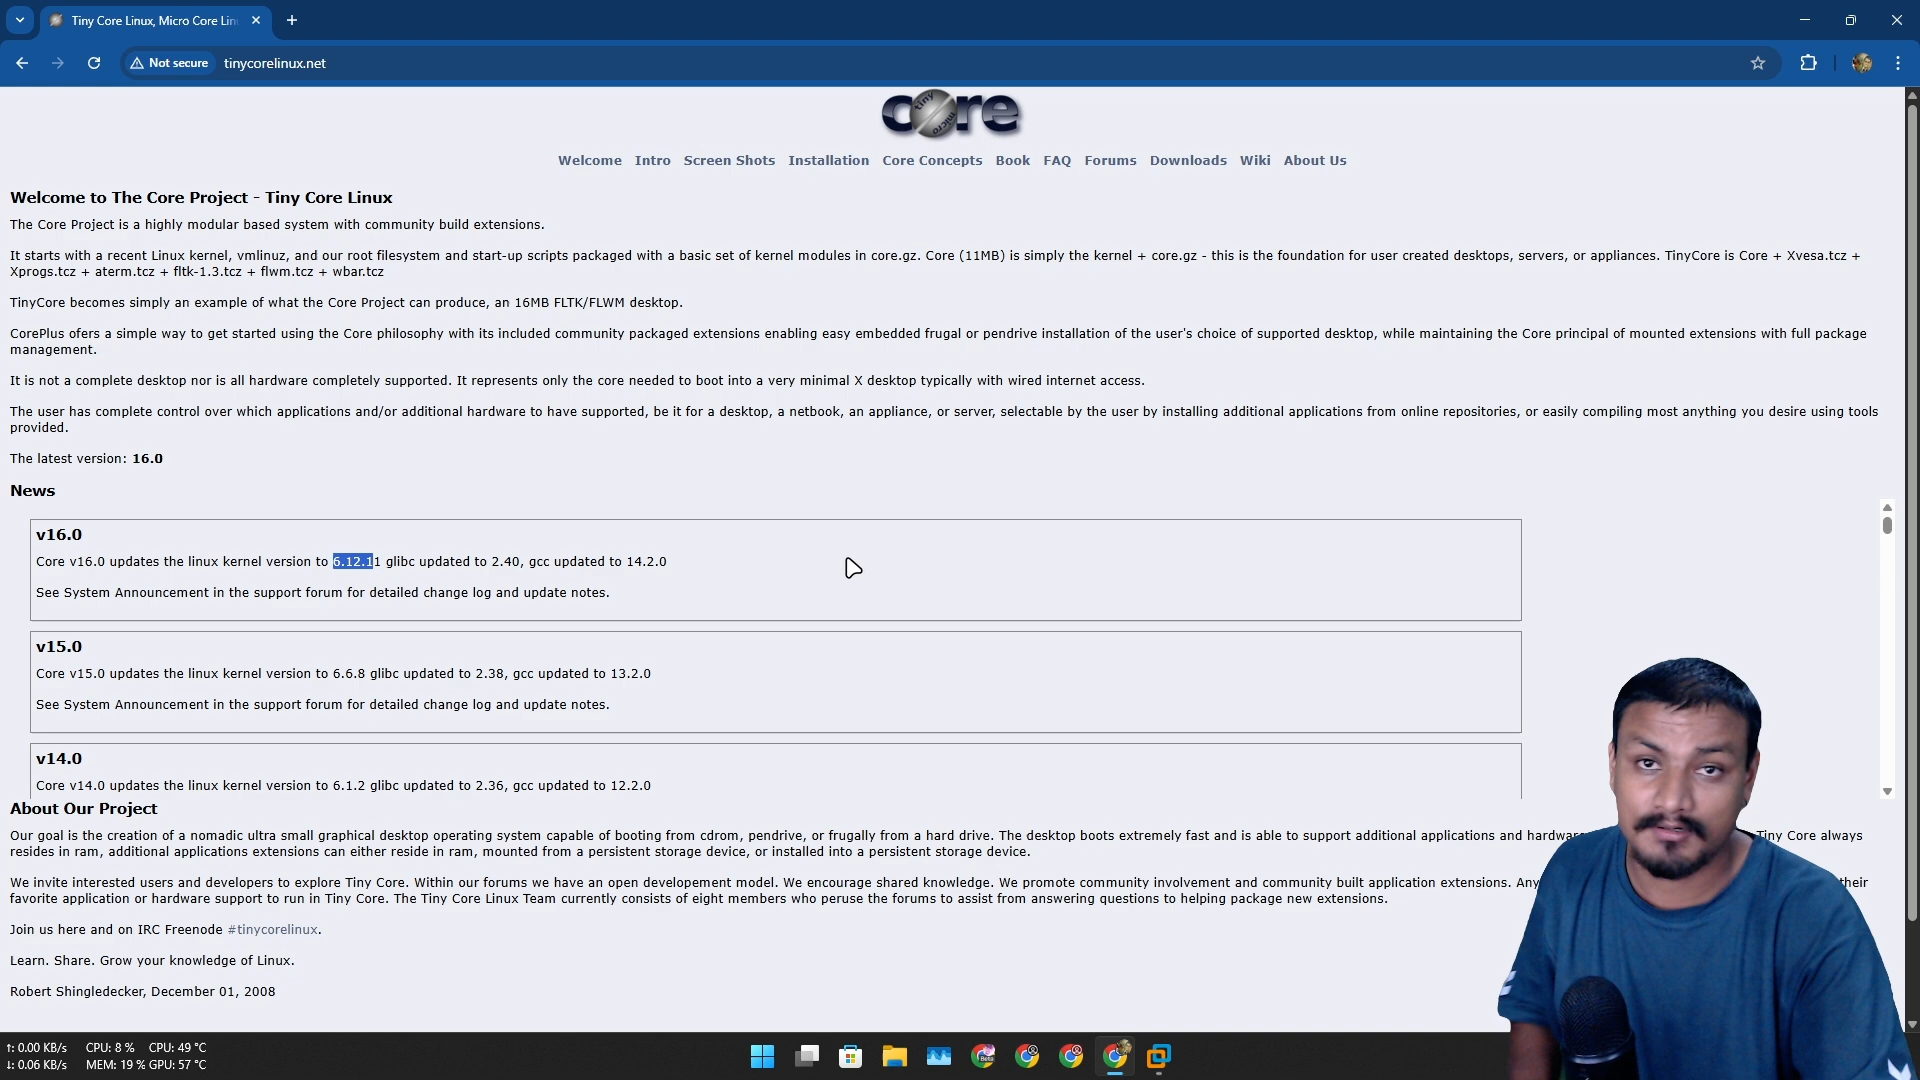 Tiny Core Linux, Micro Core Lin
Not secure
tinycorelinux.net
core
tiny
micro
Welcome Intro Screen Shots Installation Core Concepts Book FAQ Forums Downloads Wiki About Us
Welcome to The Core Project - Tiny Core Linux
The Core Project is a highly modular based system with community build extensions.
It starts with a recent Linux kernel, vmlinuz, and our root filesystem and start-up scripts packaged with a basic set of kernel modules in core.gz. Core (11MB) is simply the kernel + core.gz - this is the foundation for user created desktops, servers, or appliances. TinyCore is Core + Xvesa.tcz +
Xprogs.tcz + aterm.tcz + fltk-1.3.tcz + flwm.tcz + wbar.tcz
TinyCore becomes simply an example of what the Core Project can produce, an 16MB FLTK/FLWM desktop.
CorePlus ofers a simple way to get started using the Core philosophy with its included community packaged extensions enabling easy embedded frugal or pendrive installation of the user's choice of supported desktop, while maintaining the Core principal of mounted extensions with full package
management.
It is not a complete desktop nor is all hardware completely supported. It represents only the core needed to boot into a very minimal X desktop typically with wired internet access.
The user has complete control over which applications and/or additional hardware to have supported, be it for a desktop, a netbook, an appliance, or server, selectable by the user by installing additional applications from online repositories, or easily compiling most anything you desire using tools
provided.
The latest version: 16.0
News
v16.0
Core v16.0 updates the linux kernel version to 6.12.11 glibc updated to 2.40, gcc updated to 14.2.0
See System Announcement in the support forum for detailed change log and update notes.
v15.0
Core v15.0 updates the linux kernel version to 6.6.8 glibc updated to 2.38, gcc updated to 13.2.0
See System Announcement in the support forum for detailed change log and update notes.
v14.0
Core v14.0 updates the linux kernel version to 6.1.2 glibc updated to 2.36, gcc updated to 12.2.0
About Our Project
Our goal is the creation of a nomadic ultra small graphical desktop operating system capable of booting from cdrom, pendrive, or frugally from a hard drive. The desktop boots extremely fast and is able to support additional applications and hardware Tiny Core always
resides in ram, additional applications extensions can either reside in ram, mounted from a persistent storage device, or installed into a persistent storage device.
We invite interested users and developers to explore Tiny Core. Within our forums we have an open developement model. We encourage shared knowledge. We promote community involvement and community built application extensions. Any their
favorite application or hardware support to run in Tiny Core. The Tiny Core Linux Team currently consists of eight members who peruse the forums to assist from answering questions to helping package new extensions.
Join us here and on IRC Freenode #tinycorelinux.
Learn. Share. Grow your knowledge of Linux.
Robert Shingledecker, December 01, 2008
↑: 0.00 KB/s CPU: 8 % CPU: 49 °C
↓: 0.06 KB/s MEM: 19 % GPU: 57 °C
Beta